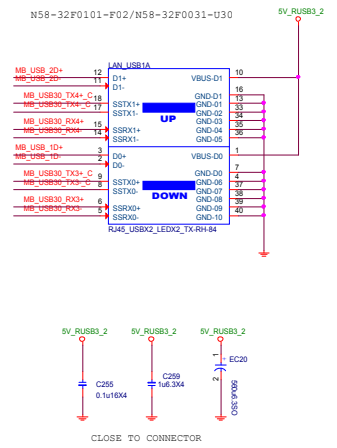 N58-32F0101-F02/N58-32F0031-U30
5V_RUSB3_2
LAN_USB1A
MB_USB_2D+ 12 D1+ VBUS-D1 10
MB_USB_2D- 11 D1-
GND-D1 16
MB_USB30_TX4+_C 18 SSTX1+ GND-01 13
MB_USB30_TX4-_C 17 SSTX1- GND-02 33
UP GND-03 34
MB_USB30_RX4+ 15 SSRX1+ GND-04 35
MB_USB30_RX4- 14 SSRX1- GND-05 36
MB_USB_1D+ 3 D0+ VBUS-D0 1
MB_USB_1D- 2 D0-
GND-D0 7
MB_USB30_TX3+_C 9 SSTX0+ GND-06 4
MB_USB30_TX3-_C 8 SSTX0- GND-07 37
DOWN GND-08 38
MB_USB30_RX3+ 6 SSRX0+ GND-09 39
MB_USB30_RX3- 5 SSRX0- GND-10 40
RJ45_USBX2_LEDX2_TX-RH-84
5V_RUSB3_2 5V_RUSB3_2 5V_RUSB3_2
C255
0.1u16X4
C259
1u6.3X4
1 + EC20
2
560u6.3SO
CLOSE TO CONNECTOR